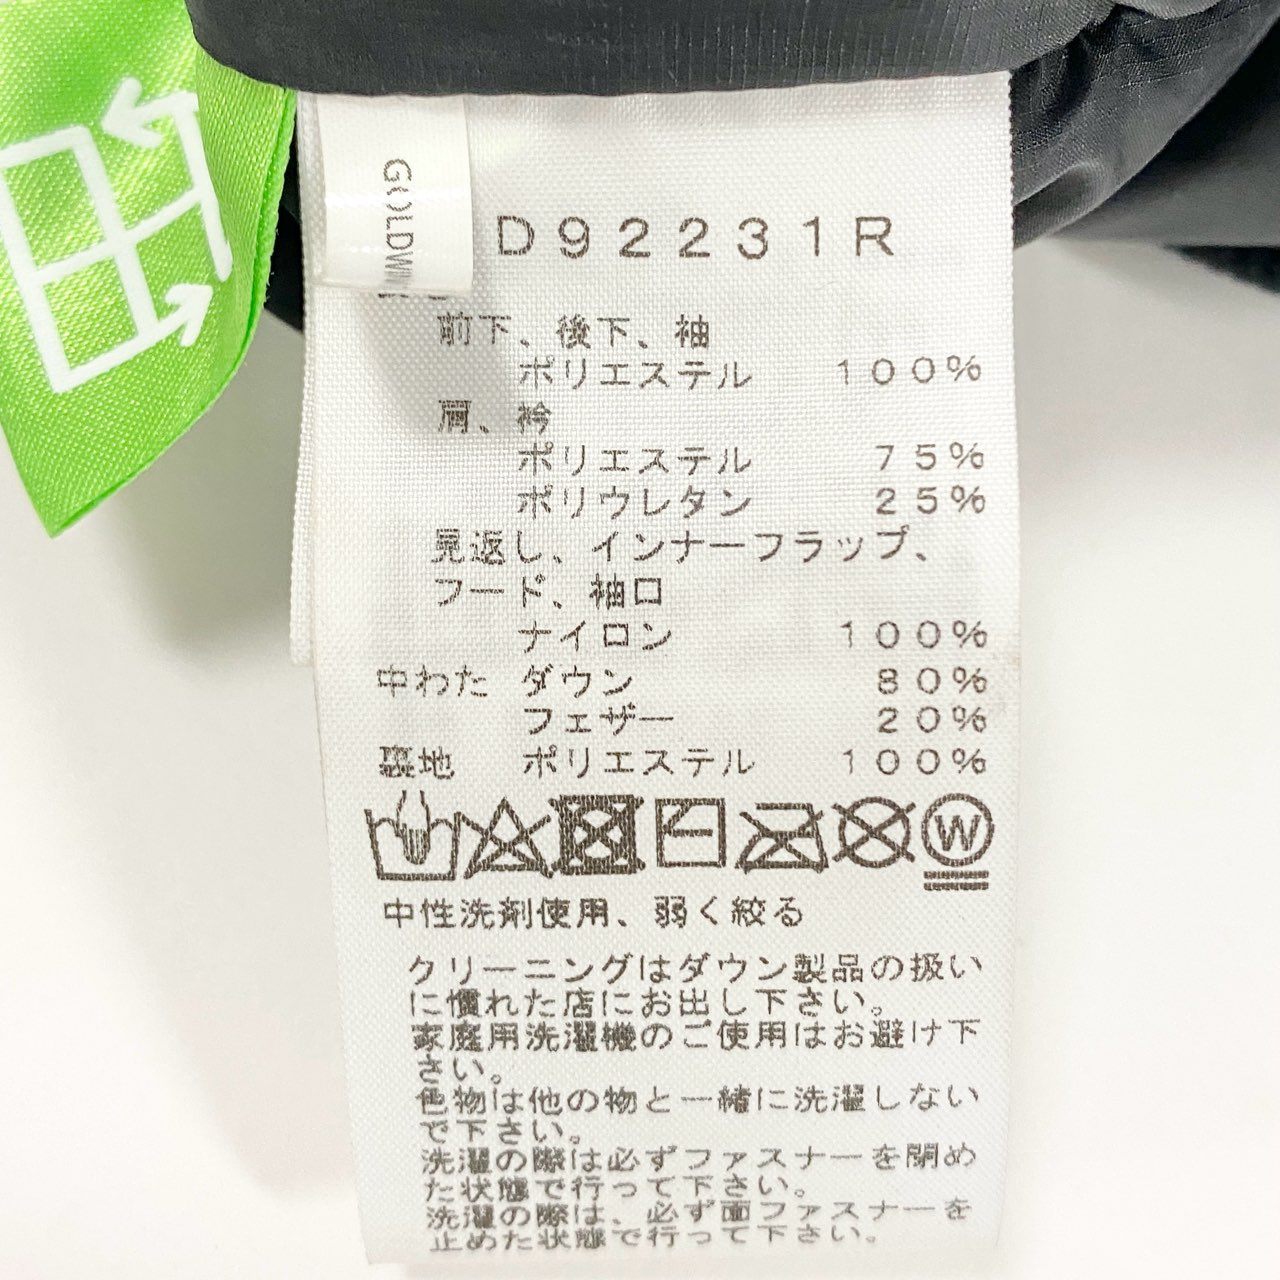 GOLDWIN
D92231R
前下、後下、袖
ポリエステル 100%
肩、衿
ポリエステル 75%
ポリウレタン 25%
見返し、インナーフラップ、
フード、袖口
ナイロン 100%
中わた ダウン 80%
フェザー 20%
裏地 ポリエステル 100%
W
中性洗剤使用、弱く絞る
クリーニングはダウン製品の扱い
に慣れた店にお出し下さい。
家庭用洗濯機のご使用はお避け下
さい。
色物は他の物と一緒に洗濯しない
で下さい。
洗濯の際は必ずファスナーを閉め
た状態で行って下さい。
洗濯の際は、必ず面ファスナーを
止めた状態で行って下さい。